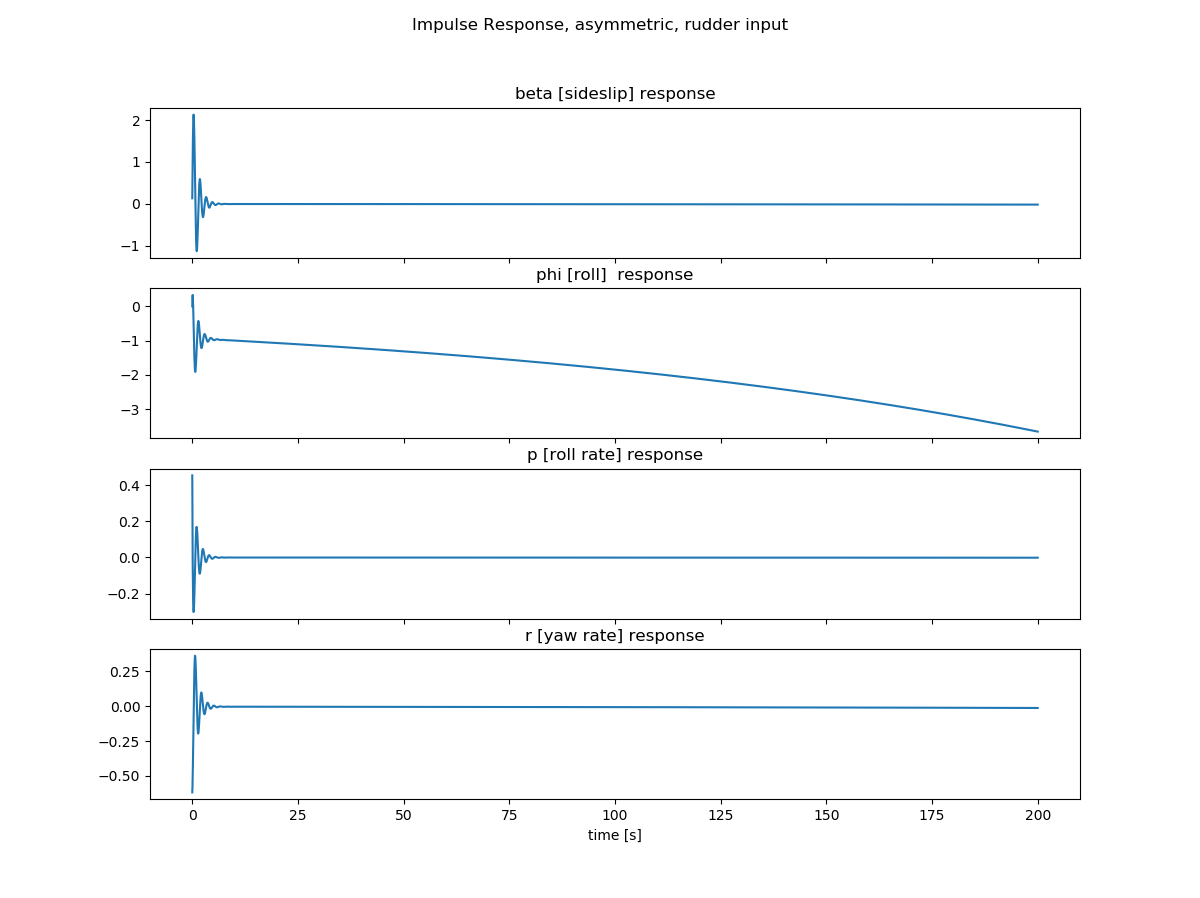 Impulse Response, asymmetric, rudder input
beta [sideslip] response
2
1
0
−1
phi [roll]  response
0
−1
−2
−3
p [roll rate] response
0.4
0.2
0.0
−0.2
r [yaw rate] response
0.25
0.00
−0.25
−0.50
0 25 50 75 100 125 150 175 200
time [s]